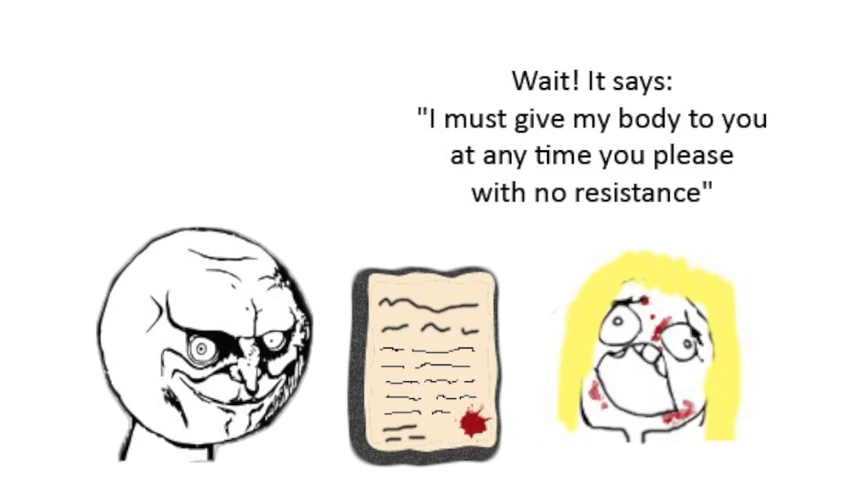 Wait! It says:
"I must give my body to you
at any time you please
with no resistance"